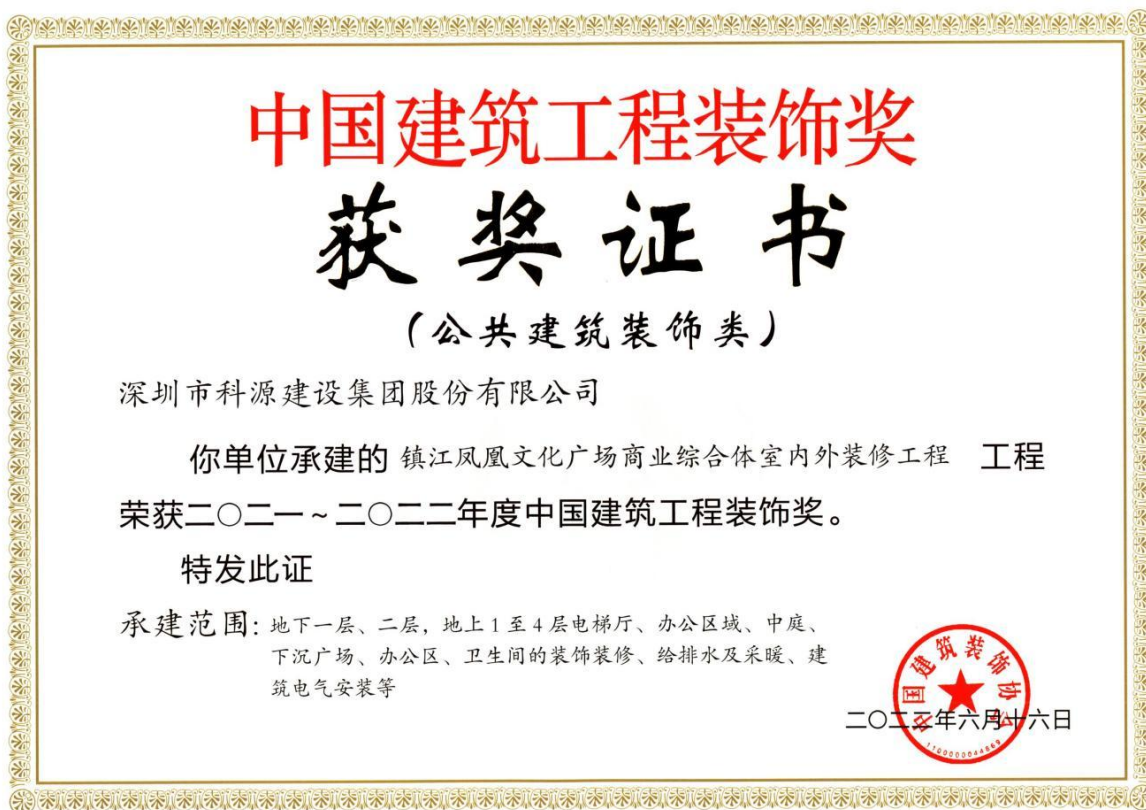 中国建筑工程装饰奖
获奖证书
(公共建筑装饰类)
深圳市科源建设集团股份有限公司
你单位承建的 镇江凤凰文化广场商业综合体室内外装修工程 工程
荣获二〇二一~二〇二二年度中国建筑工程装饰奖。
特发此证
承建范围: 地下一层、二层,地上1至4层电梯厅、办公区域、中庭、
下沉广场、办公区、卫生间的装饰装修、给排水及采暖、建
筑电气安装等
中国建筑装饰协会
年六月十六日